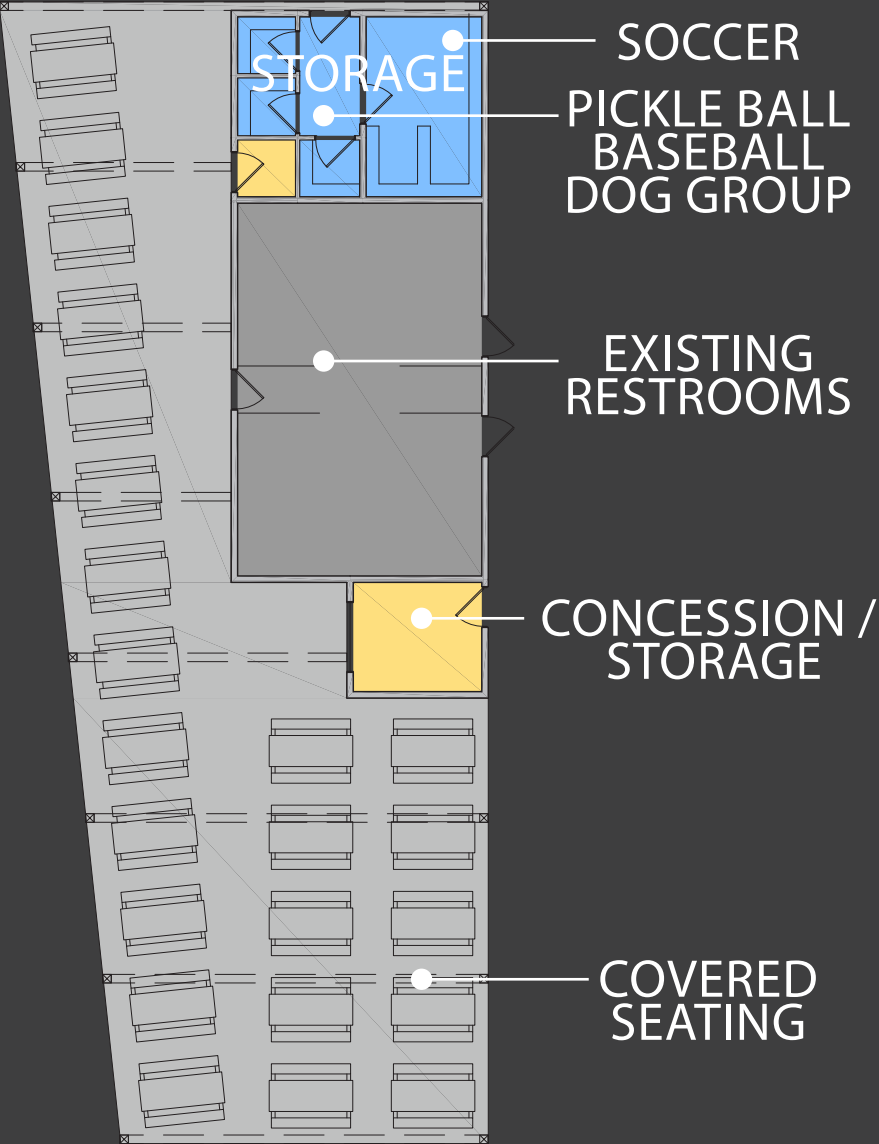 SOCCER
STORAGE
PICKLE BALL
BASEBALL
DOG GROUP
EXISTING
RESTROOMS
CONCESSION /
STORAGE
COVERED
SEATING